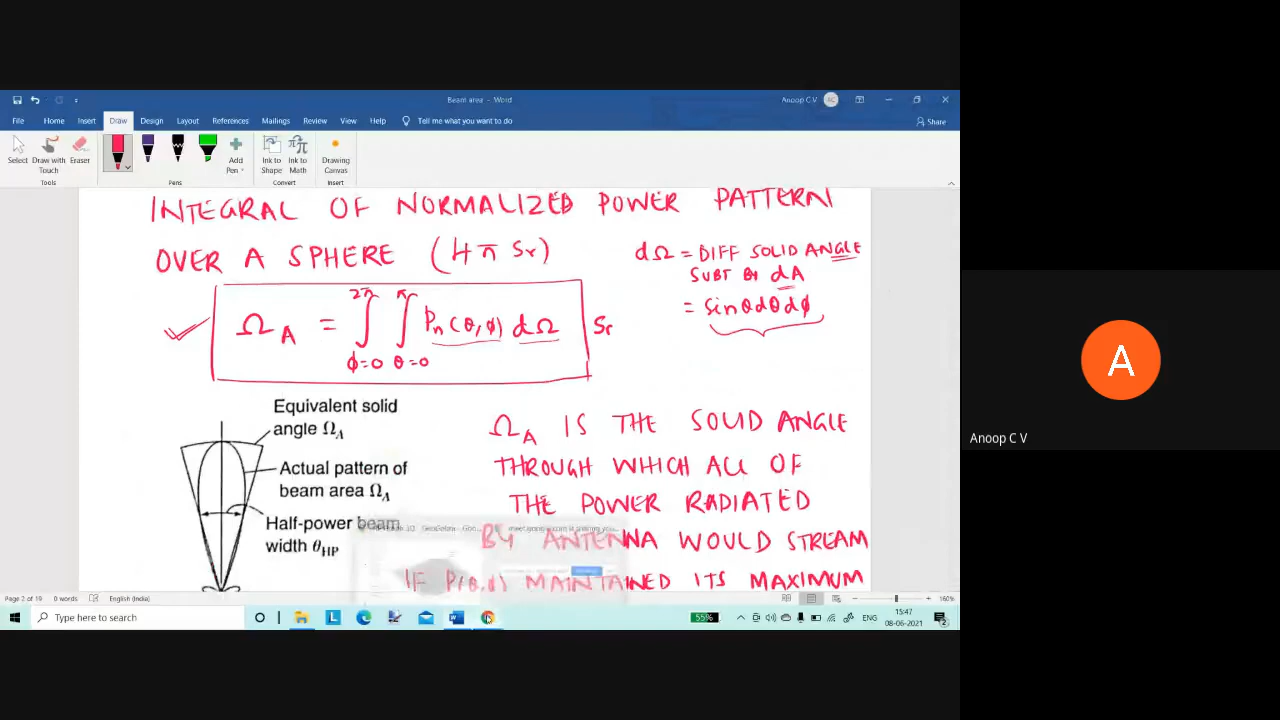 Beam area - Word
Anoop C V
AC
File Home Insert Draw Design Layout References Mailings Review View Help Tell me what you want to do
Share
Select Draw with Touch Eraser Add Pen Ink to Shape Ink to Math Drawing Canvas
Tools Pens Convert Insert
INTEGRAL OF NORMALIZED POWER PATTERN
OVER A SPHERE (4π Sr)
dΩ = DIFF SOLID ANGLE
SUBT BY dA
= sinθdθdϕ
Ω_A = ∫_{ϕ=0}^{2π} ∫_{θ=0}^{π} Pn(θ,ϕ) dΩ Sr
Equivalent solid
angle Ω_A
Actual pattern of
beam area Ω_A
Half-power beam
width θ_HP
Ω_A IS THE SOLID ANGLE
THROUGH WHICH ALL OF
THE POWER RADIATED
BY ANTENNA WOULD STREAM
IF P(θ,ϕ) MAINTAINED ITS MAXIMUM
Page 2 of 19 0 words English (India)
160%
Type here to search
55%
ENG
15:47
08-06-2021
2
A
Anoop C V